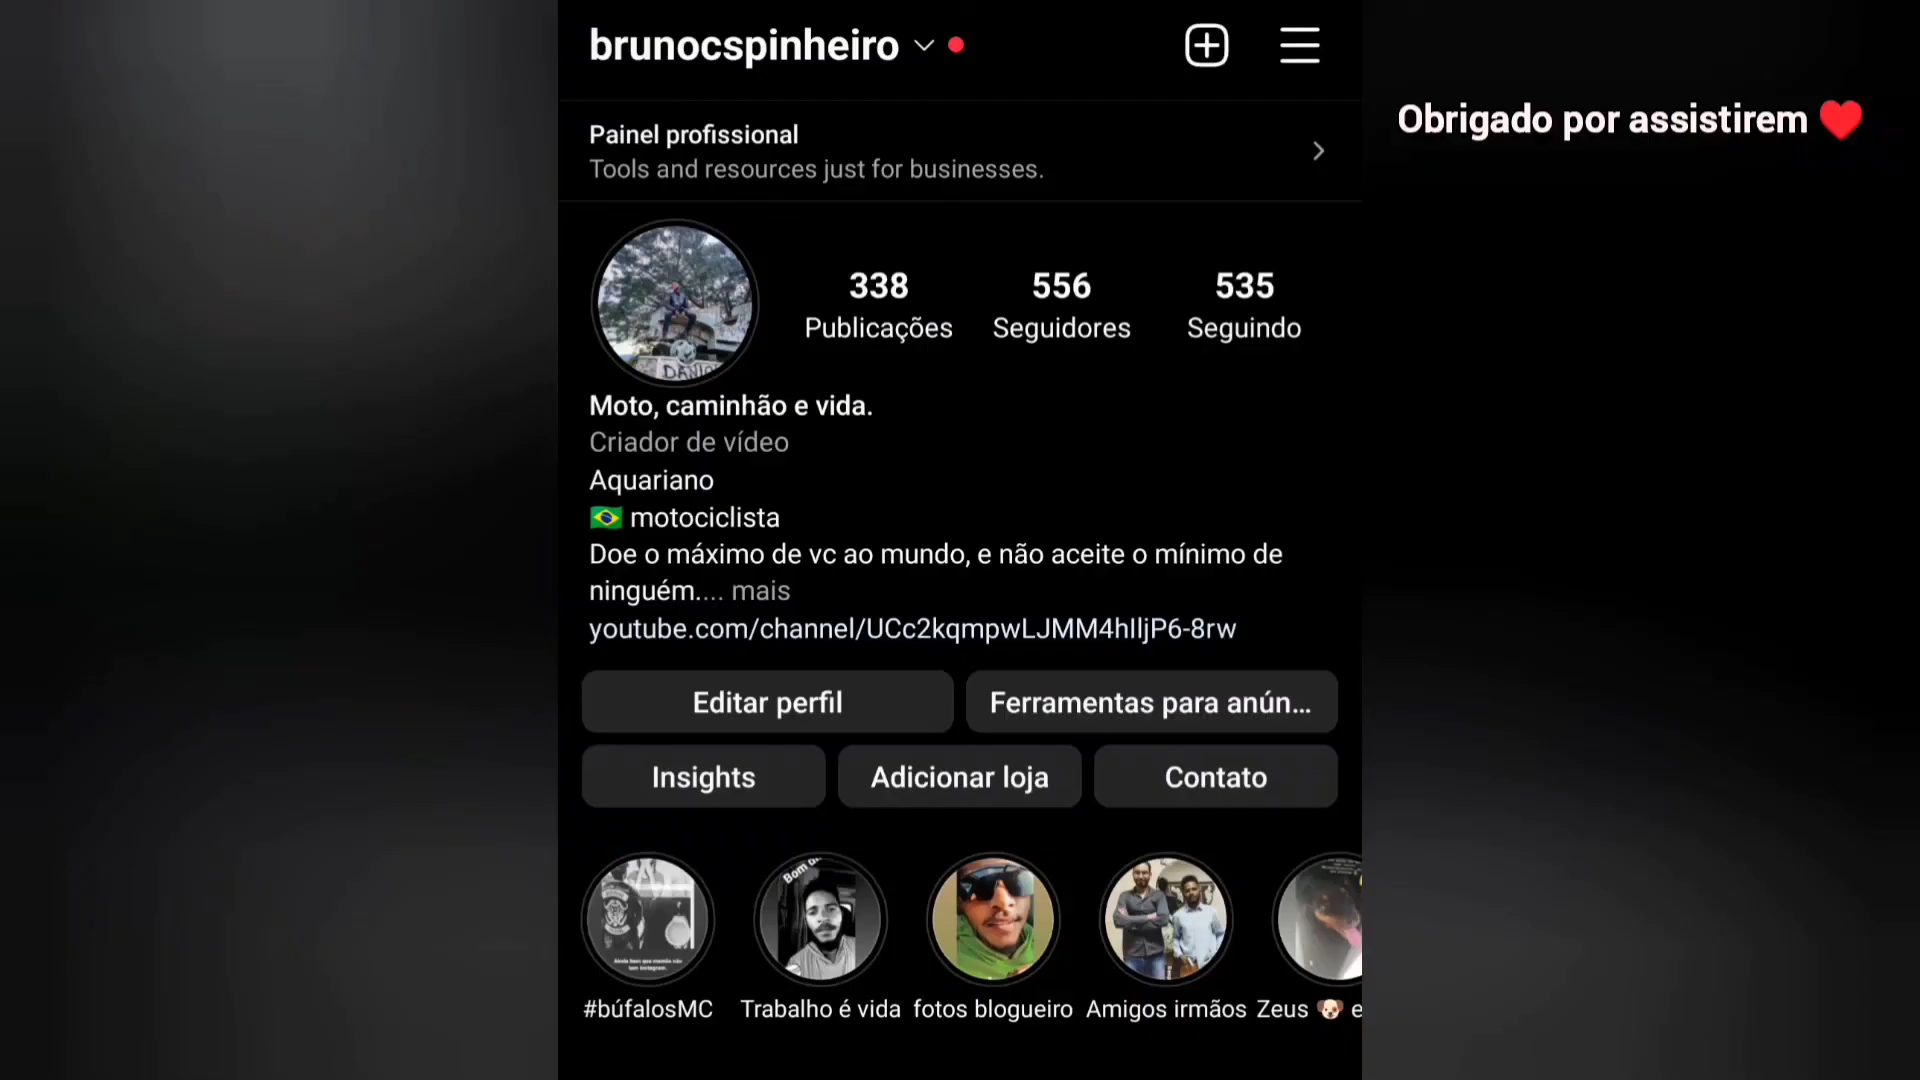 brunocspinheiro
Obrigado por assistirem ❤️
Painel profissional
Tools and resources just for businesses.
338
Publicações
556
Seguidores
535
Seguindo
Moto, caminhão e vida.
Criador de vídeo
Aquariano
🇧🇷 motociclista
Doe o máximo de vc ao mundo, e não aceite o mínimo de
ninguém.... mais
youtube.com/channel/UCc2kqmpwLJMM4hIljP6-8rw
Editar perfil
Ferramentas para anún...
Insights
Adicionar loja
Contato
Bom
#búfalosMC
Trabalho é vida
fotos blogueiro
Amigos irmãos
Zeus 🐶 e